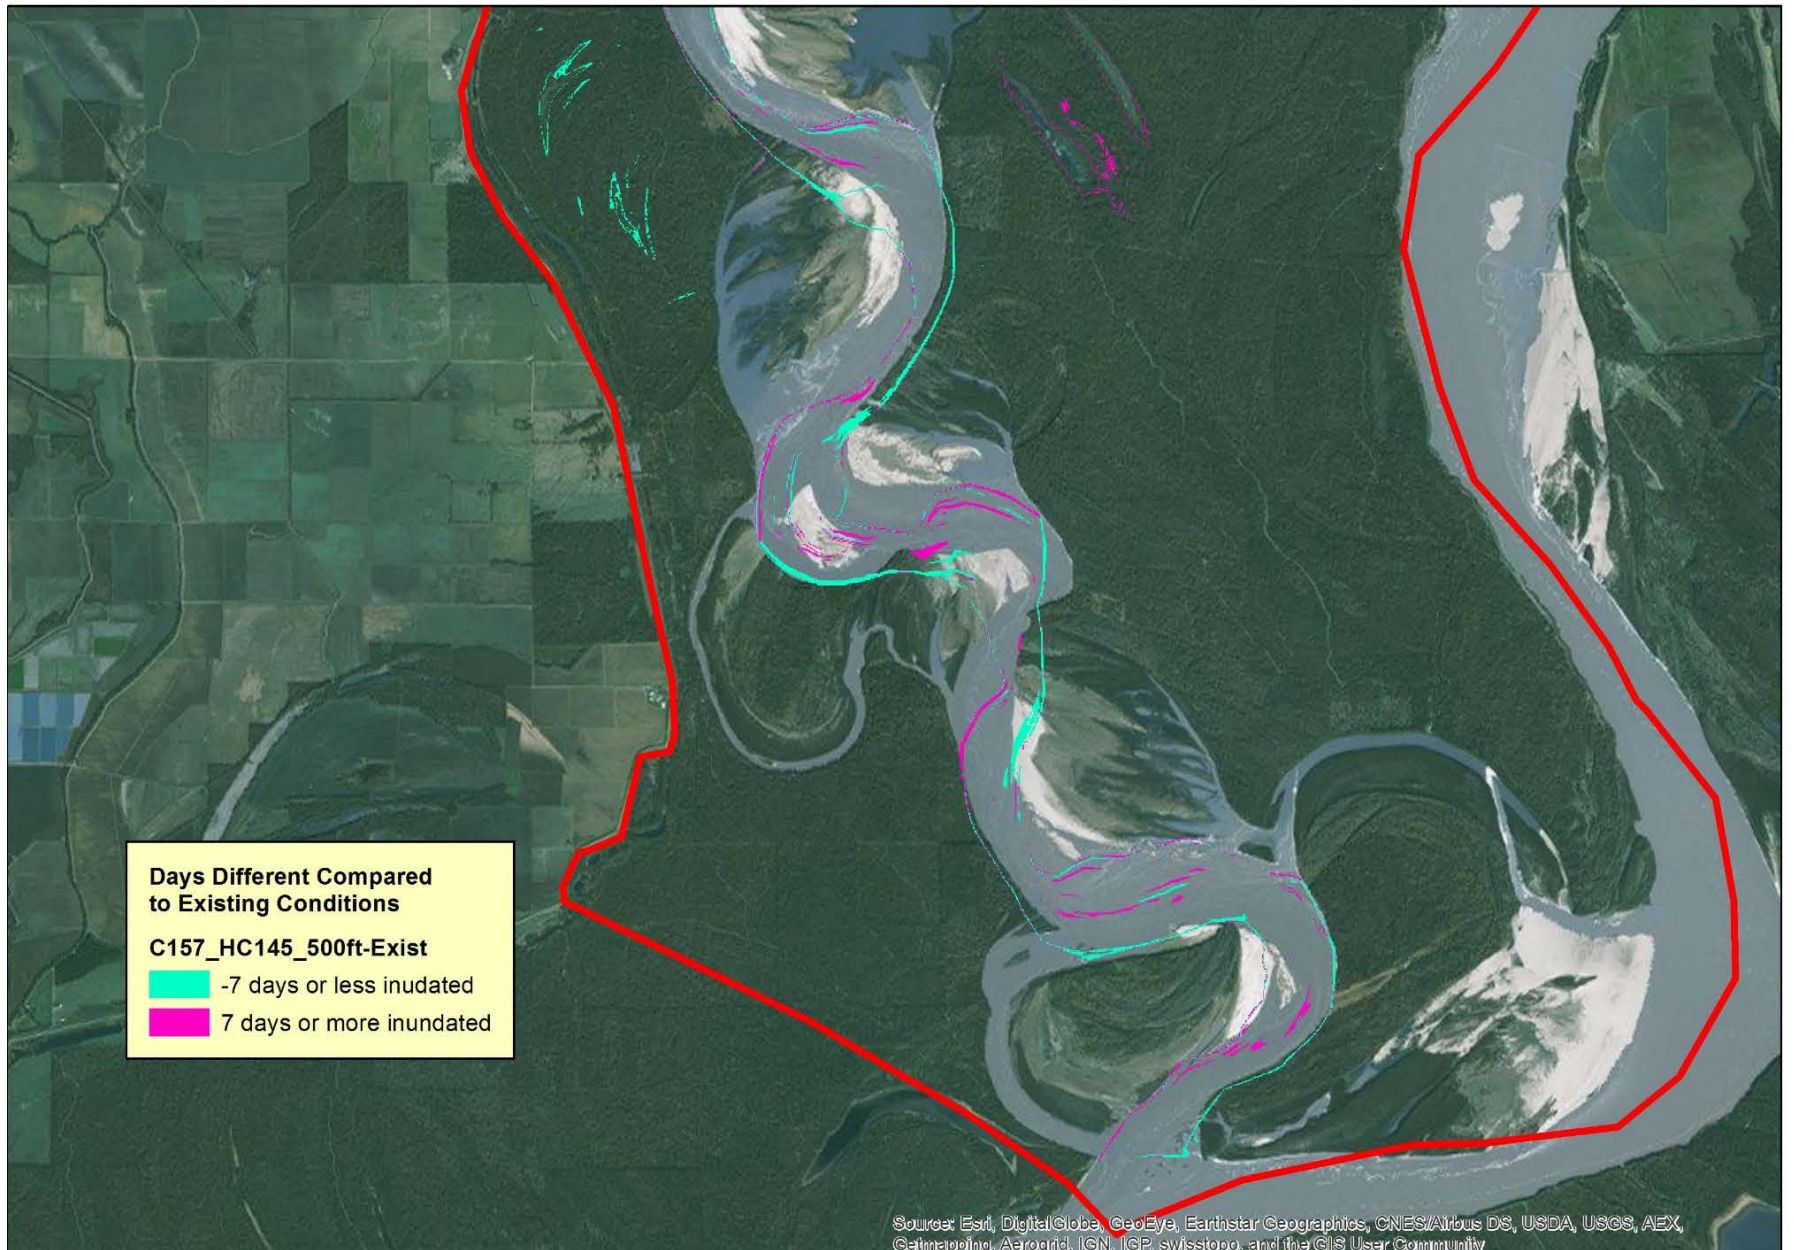 Days Different Compared
to Existing Conditions
C157_HC145_500ft-Exist
-7 days or less inudated
7 days or more inundated
Source: Esri, DigitalGlobe, GeoEye, Earthstar Geographics, CNES/Airbus DS, USDA, USGS, AEX,
Getmapping, Aerogrid, IGN, IGP, swisstopo, and the GIS User Community